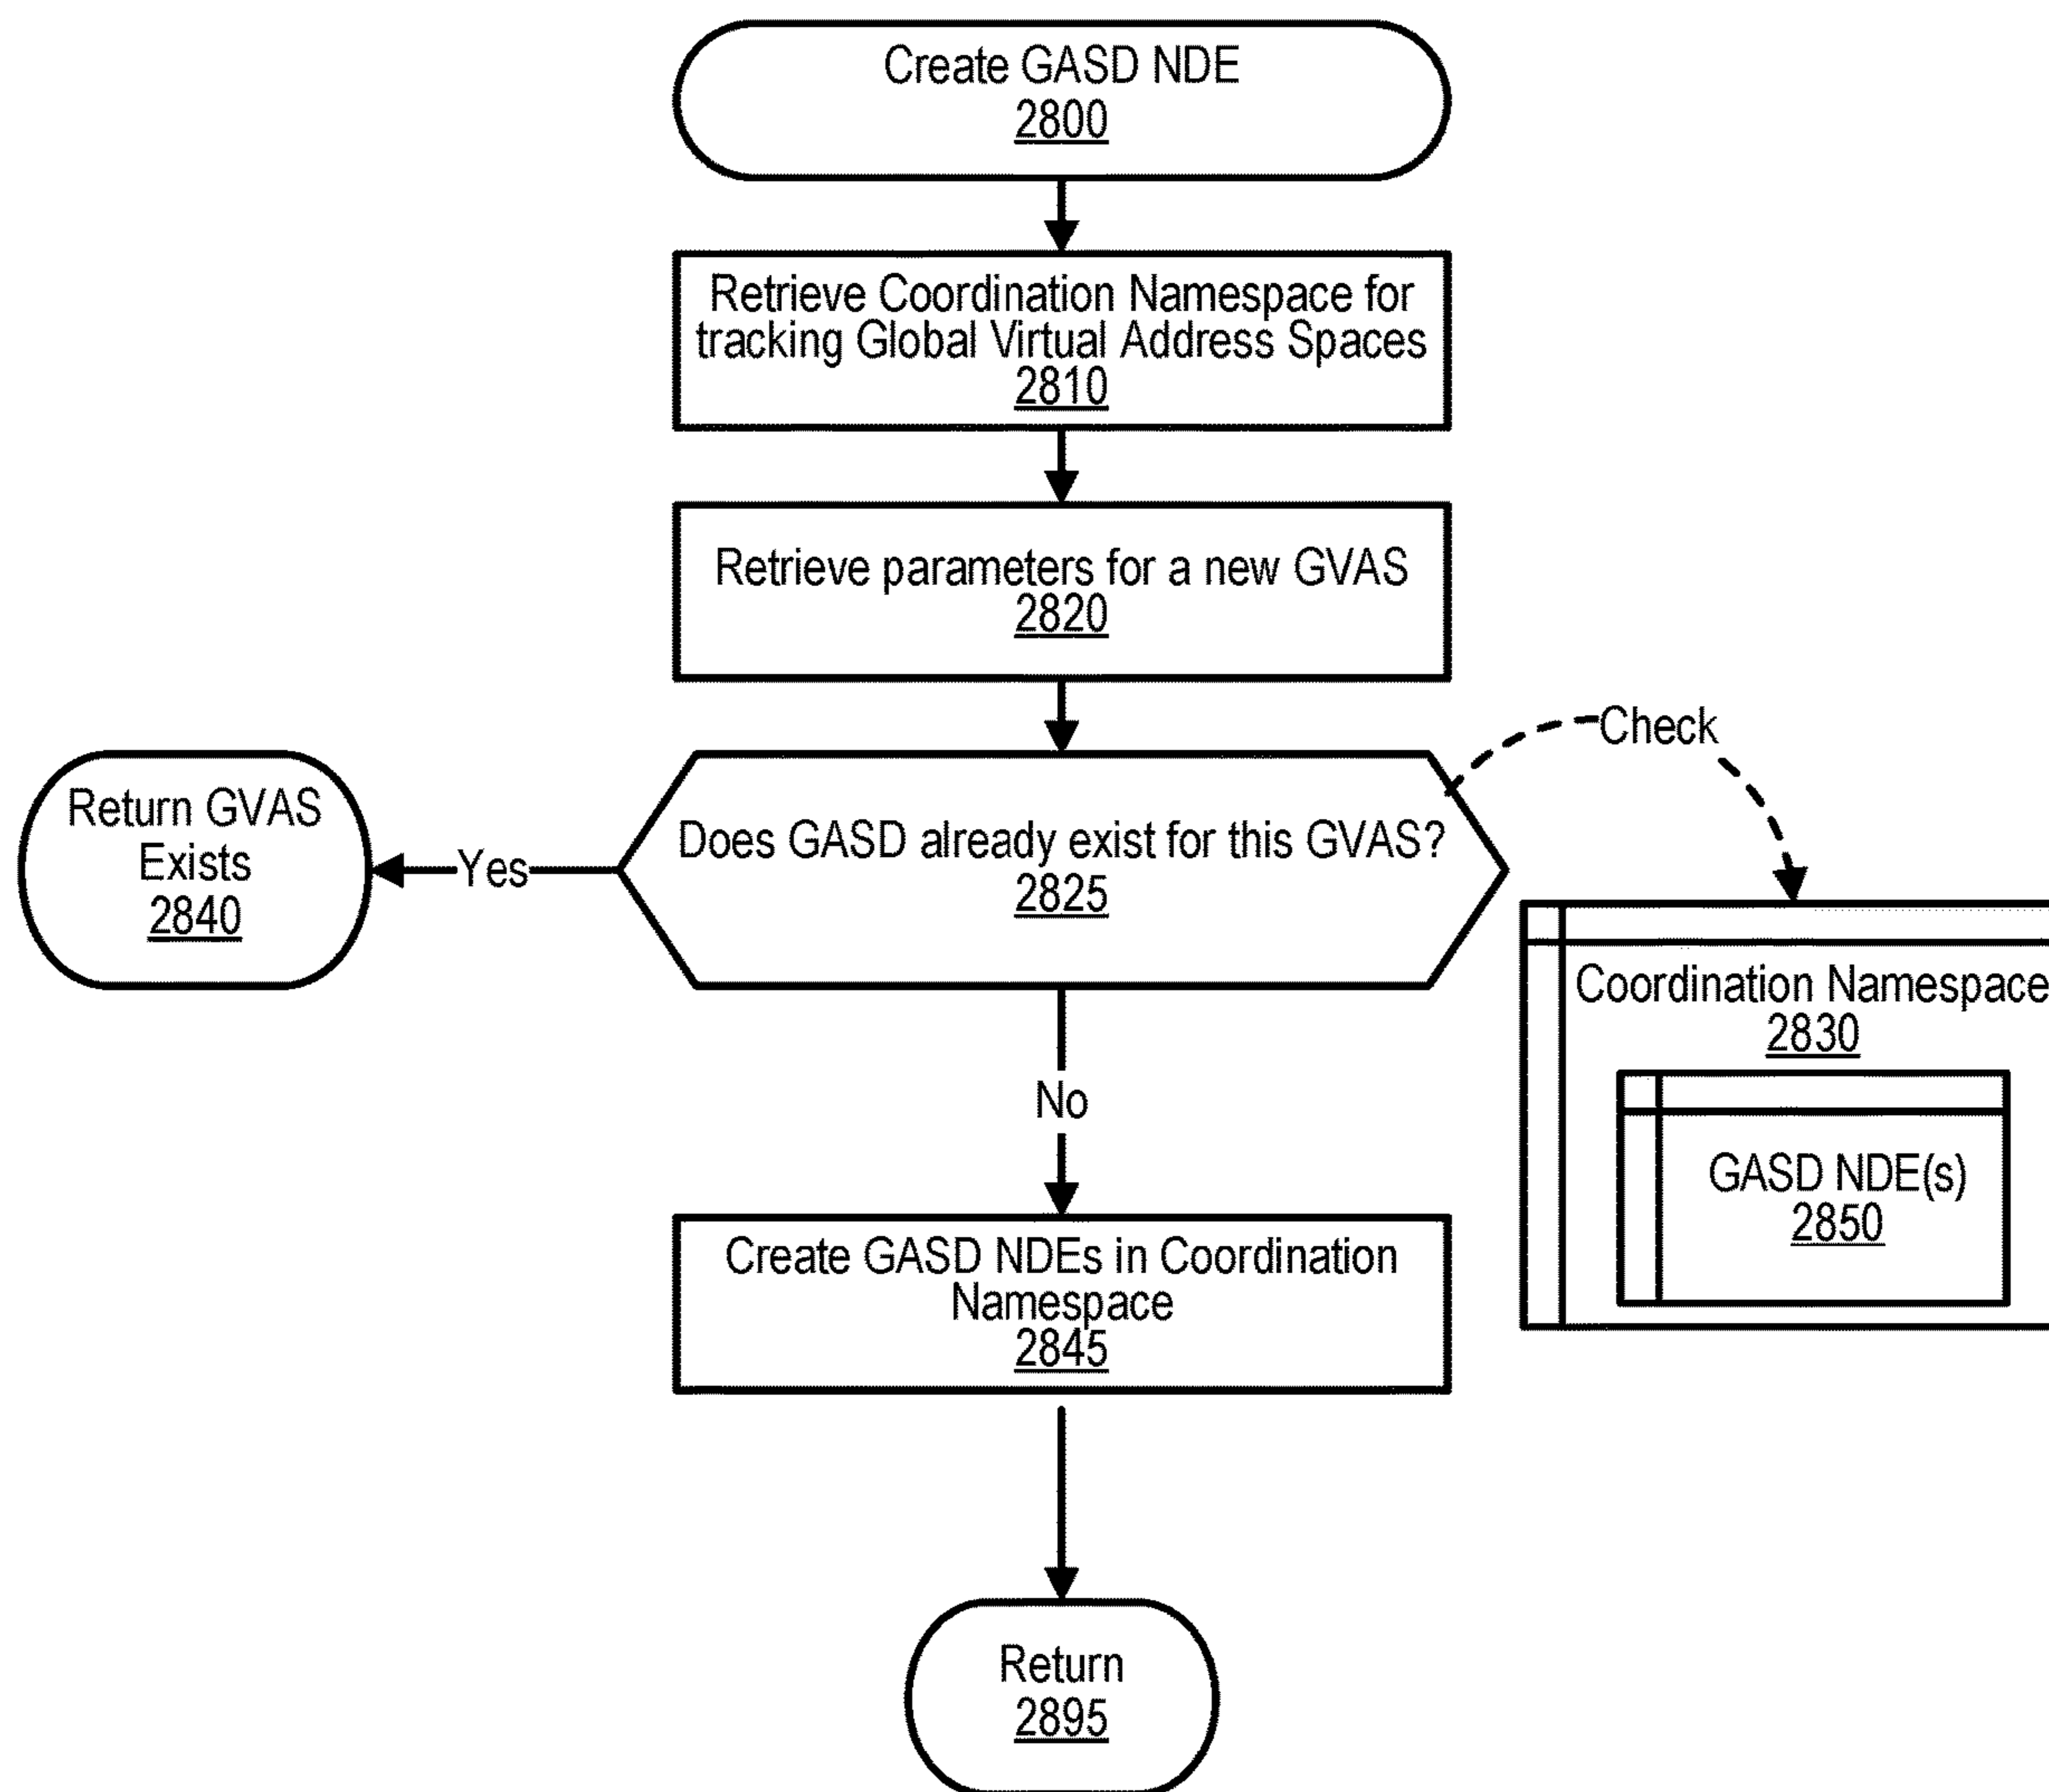 Create GASD NDE
2800
Retrieve Coordination Namespace for
tracking Global Virtual Address Spaces
2810
Retrieve parameters for a new GVAS
2820
Check
Return GVAS
Exists
2840
Yes
Does GASD already exist for this GVAS?
2825
Coordination Namespace
2830
No
GASD NDE(s)
2850
Create GASD NDEs in Coordination
Namespace
2845
Return
2895